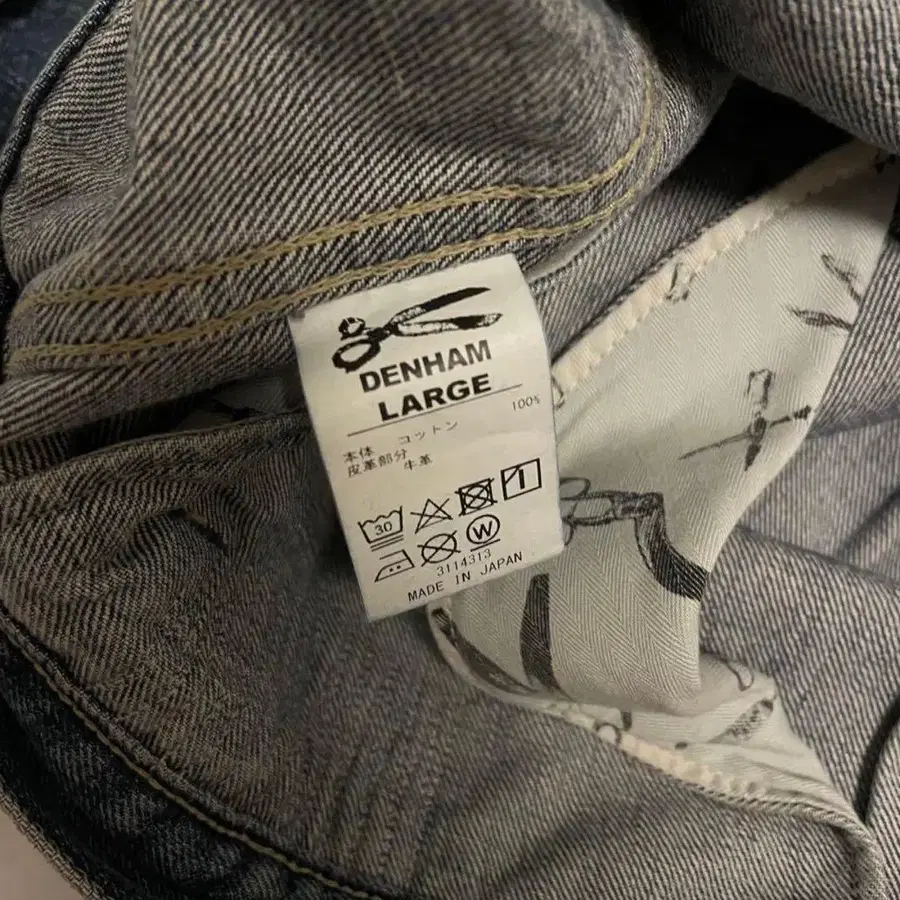 DENHAM
LARGE
本体 コットン 100%
皮革部分 牛革
30
W
3114313
MADE IN JAPAN